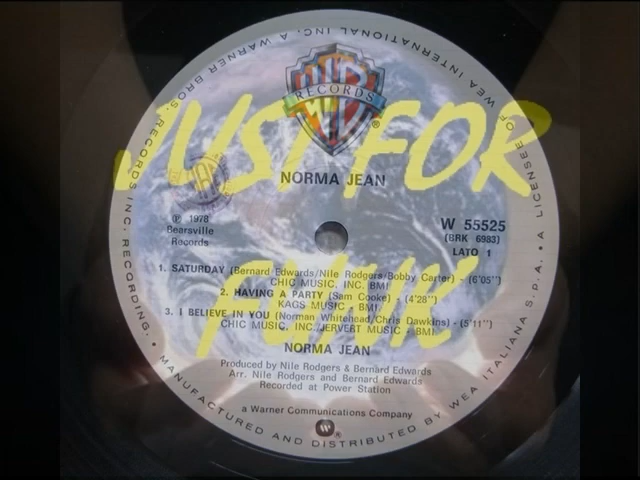 RECORDS
®
JUST FOR
NORMA JEAN
℗ 1978
Bearsville
Records
W 55525
(BRK 6983)
LATO 1
1. SATURDAY (Bernard Edwards/Nile Rodgers/Bobby Carter) - (6'05'')
CHIC MUSIC, INC. BMI
2. HAVING A PARTY (Sam Cooke) - (4'28'')
KAGS MUSIC - BMI
3. I BELIEVE IN YOU (Norman Whitehead/Chris Dawkins) - (5'11'')
CHIC MUSIC, INC./JERVERT MUSIC - BMI
FUNK
NORMA JEAN
Produced by Nile Rodgers & Bernard Edwards
Arr. Nile Rodgers and Bernard Edwards
Recorded at Power Station
a Warner Communications Company
®
MANUFACTURED AND DISTRIBUTED BY WEA ITALIANA S.P.A. • A LICENSEE OF WEA INTERNATIONAL INC. A WARNER BROS. RECORDS INC. RECORDING. •